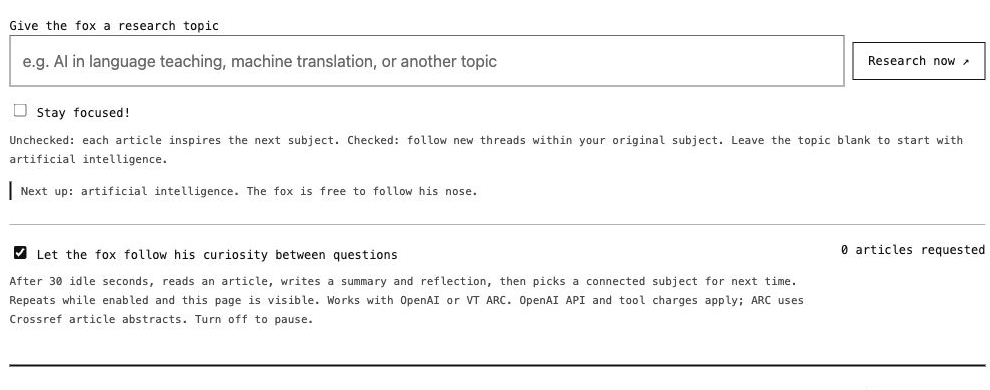 Give the fox a research topic
e.g. AI in language teaching, machine translation, or another topic
Research now ↗
Stay focused!
Unchecked: each article inspires the next subject. Checked: follow new threads within your original subject. Leave the topic blank to start with
artificial intelligence.
Next up: artificial intelligence. The fox is free to follow his nose.
Let the fox follow his curiosity between questions
0 articles requested
After 30 idle seconds, reads an article, writes a summary and reflection, then picks a connected subject for next time.
Repeats while enabled and this page is visible. Works with OpenAI or VT ARC. OpenAI API and tool charges apply; ARC uses
Crossref article abstracts. Turn off to pause.